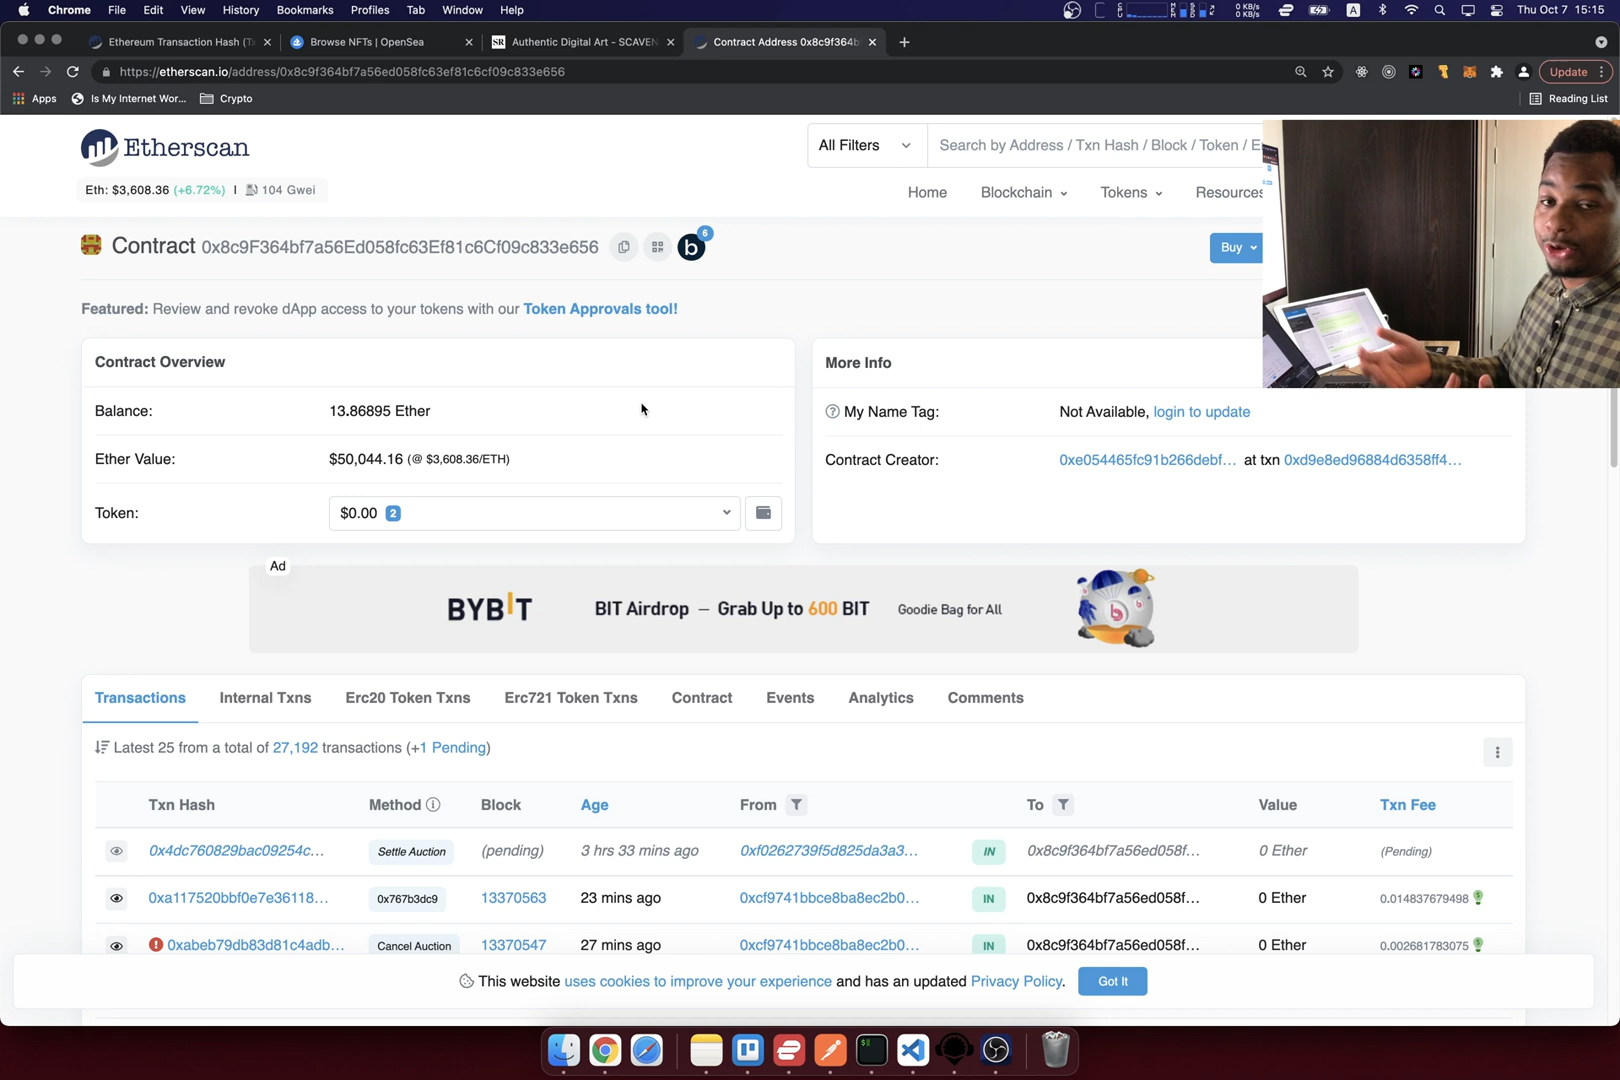 Chrome File Edit View History Bookmarks Profiles Tab Window Help
0 KB/s
0 KB/s
A
Thu Oct 7 15:15
Ethereum Transaction Hash (Tx
Browse NFTs | OpenSea
SR Authentic Digital Art - SCAVEN
Contract Address 0x8c9f364b
https://etherscan.io/address/0x8c9f364bf7a56ed058fc63ef81c6cf09c833e656
Update
Apps
Is My Internet Wor...
Crypto
Reading List
Etherscan
All Filters
Search by Address / Txn Hash / Block / Token / E
Eth: $3,608.36 (+6.72%) | 104 Gwei
Home Blockchain Tokens Resources
Contract 0x8c9F364bf7a56Ed058fc63Ef81c6Cf09c833e656
b 6
Buy
Featured: Review and revoke dApp access to your tokens with our Token Approvals tool!
Contract Overview
Balance: 13.86895 Ether
Ether Value: $50,044.16 (@ $3,608.36/ETH)
Token: $0.00 2
More Info
My Name Tag: Not Available, login to update
Contract Creator: 0xe054465fc91b266debf... at txn 0xd9e8ed96884d6358ff4...
Ad
BYBIT BIT Airdrop – Grab Up to 600 BIT Goodie Bag for All
Transactions Internal Txns Erc20 Token Txns Erc721 Token Txns Contract Events Analytics Comments
Latest 25 from a total of 27,192 transactions (+1 Pending)
Txn Hash Method Block Age From To Value Txn Fee
0x4dc760829bac09254c... Settle Auction (pending) 3 hrs 33 mins ago 0xf0262739f5d825da3a3... IN 0x8c9f364bf7a56ed058f... 0 Ether (Pending)
0xa117520bbf0e7e36118... 0x767b3dc9 13370563 23 mins ago 0xcf9741bbce8ba8ec2b0... IN 0x8c9f364bf7a56ed058f... 0 Ether 0.014837679498
0xabeb79db83d81c4adb... Cancel Auction 13370547 27 mins ago 0xcf9741bbce8ba8ec2b0... IN 0x8c9f364bf7a56ed058f... 0 Ether 0.002681783075
This website uses cookies to improve your experience and has an updated Privacy Policy. Got It